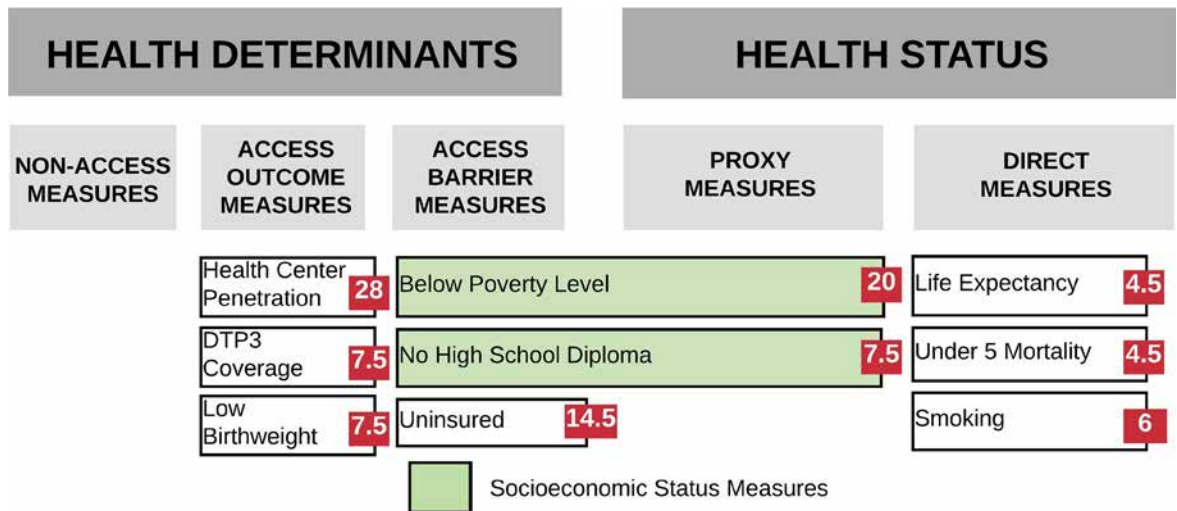 HEALTH DETERMINANTS
HEALTH STATUS
NON-ACCESS
MEASURES
ACCESS
OUTCOME
MEASURES
ACCESS
BARRIER
MEASURES
PROXY
MEASURES
DIRECT
MEASURES
Health Center
Penetration
28
Below Poverty Level
20
Life Expectancy
4.5
DTP3
Coverage
7.5
No High School Diploma
7.5
Under 5 Mortality
4.5
Low
Birthweight
7.5
Uninsured
14.5
Smoking
6
Socioeconomic Status Measures